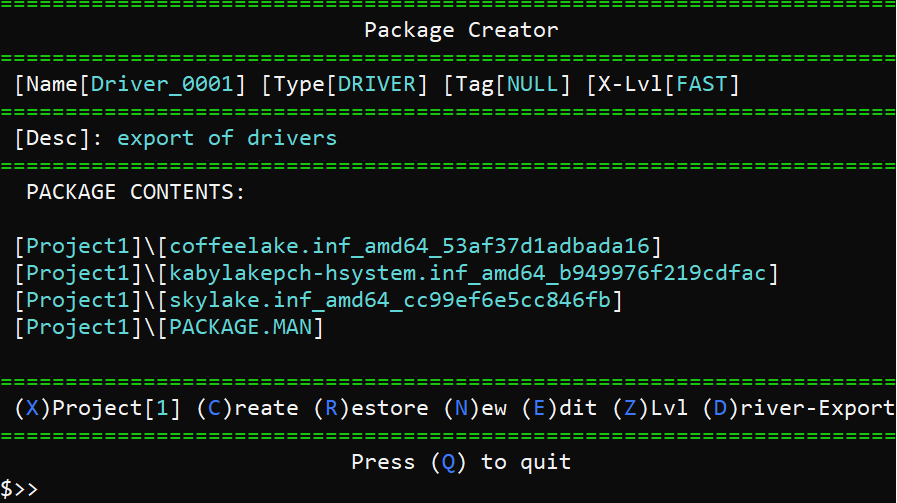 ======================================================================
Package Creator
======================================================================
[Name[Driver_0001] [Type[DRIVER] [Tag[NULL] [X-Lvl[FAST]
======================================================================
[Desc]: export of drivers
======================================================================
PACKAGE CONTENTS:
[Project1]\[coffeelake.inf_amd64_53af37d1adbada16]
[Project1]\[kabylakepch-hsystem.inf_amd64_b949976f219cdfac]
[Project1]\[skylake.inf_amd64_cc99ef6e5cc846fb]
[Project1]\[PACKAGE.MAN]
======================================================================
(X)Project[1] (C)reate (R)estore (N)ew (E)dit (Z)Lvl (D)river-Export
======================================================================
Press (Q) to quit
$>>